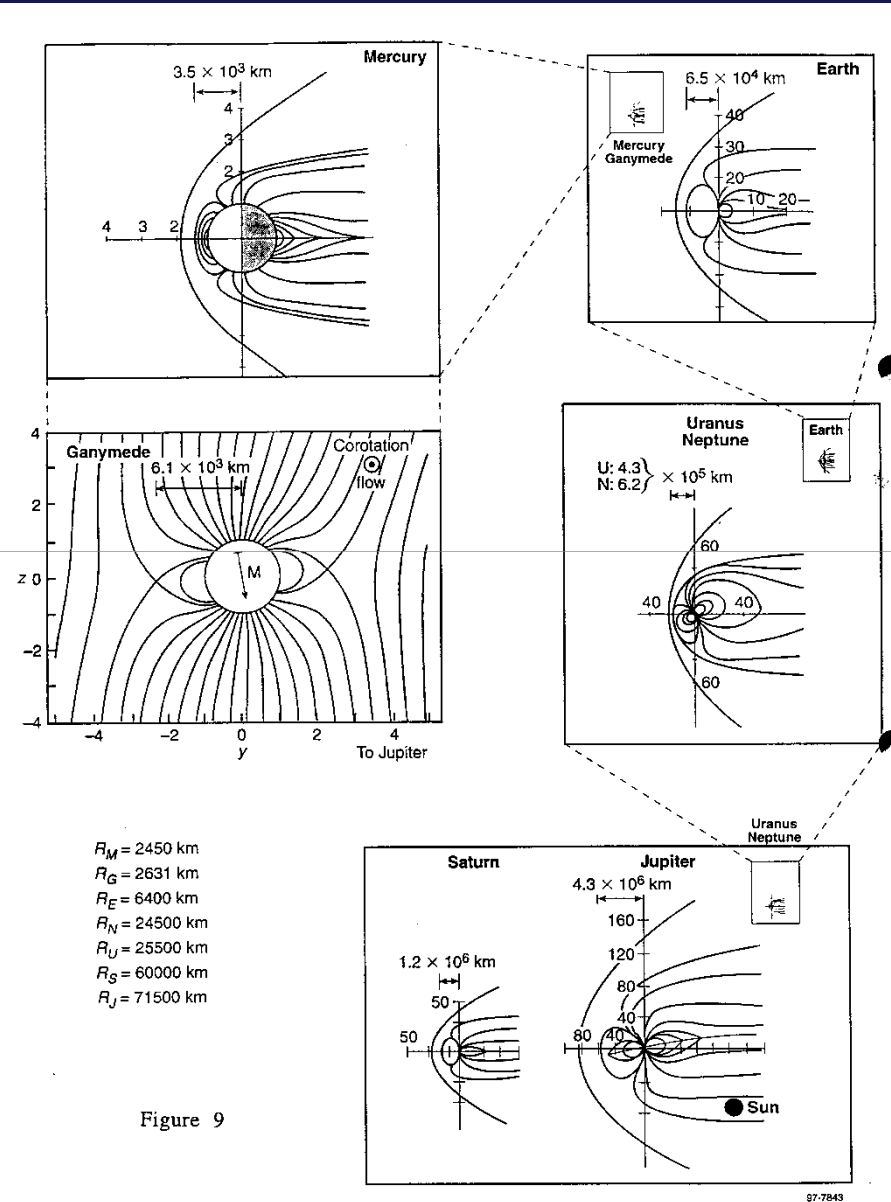 Mercury
3.5 × 10³ km
4
3
2
4 3 2
Earth
6.5 × 10⁴ km
Mercury
Ganymede
40
30
20
10 20
Ganymede
6.1 × 10³ km
Corotation
flow
M
4
2
z 0
−2
−4
−4 −2 0 2 4
y
To Jupiter
Uranus
Neptune
Earth
U: 4.3
N: 6.2
× 10⁵ km
60
40 40
60
R_M = 2450 km
R_G = 2631 km
R_E = 6400 km
R_N = 24500 km
R_U = 25500 km
R_S = 60000 km
R_J = 71500 km
Uranus
Neptune
Saturn
1.2 × 10⁶ km
50
50
Jupiter
4.3 × 10⁶ km
160
120
80
40
80 40
Sun
Figure 9
97-7843